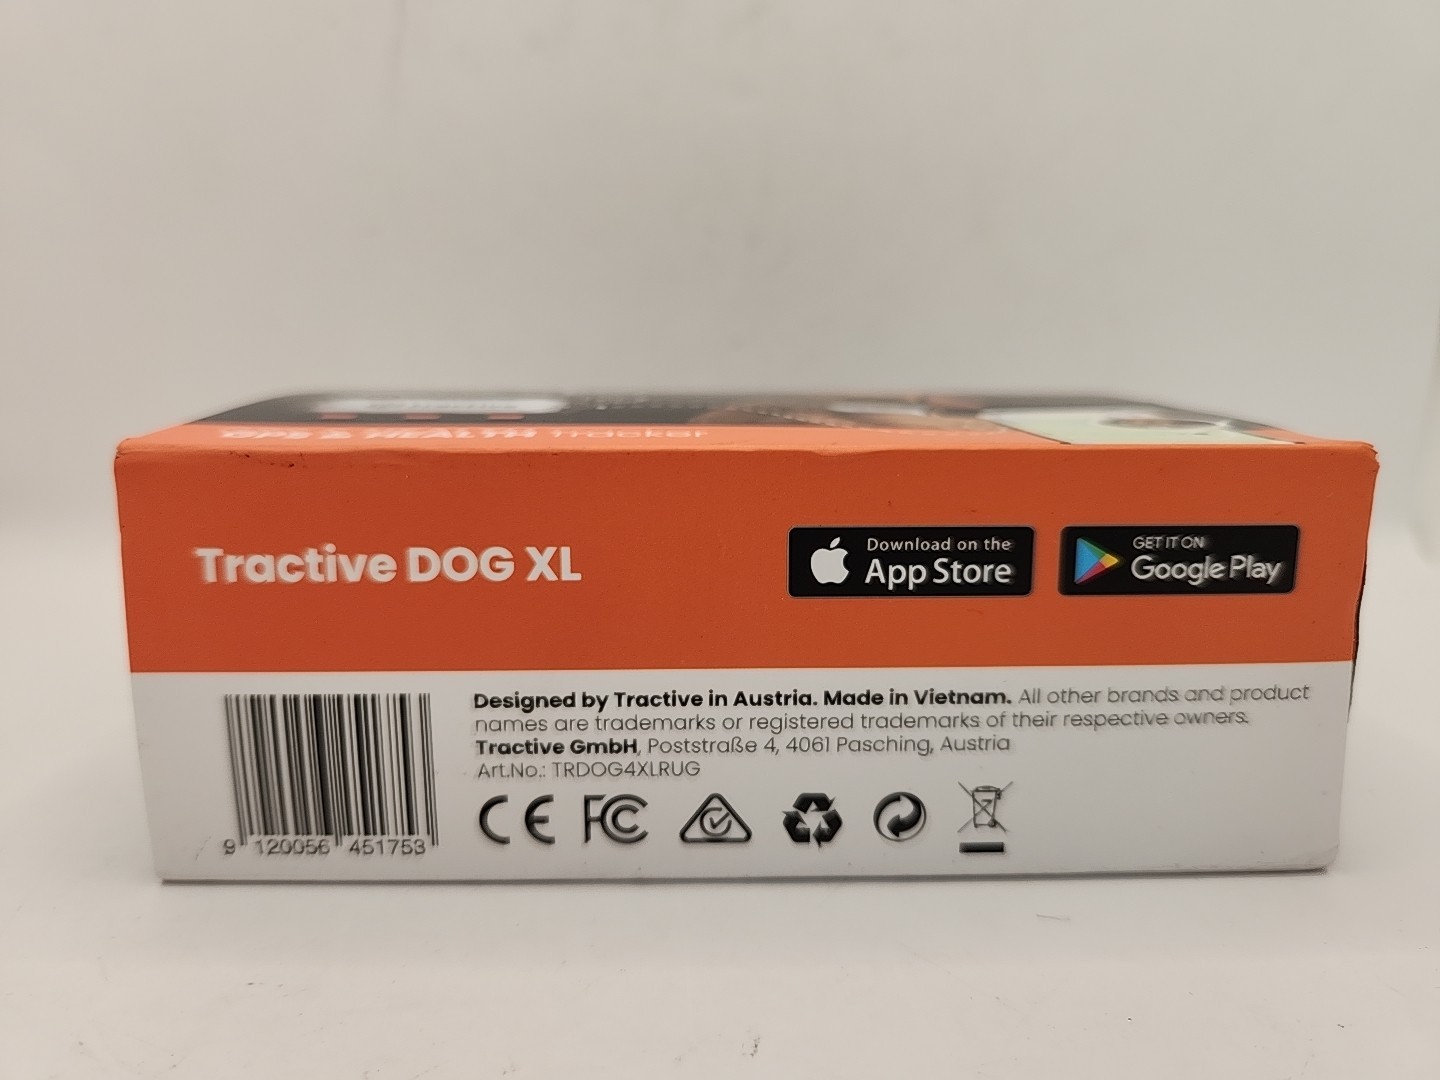 GPS & HEALTH Tracker
Tractive DOG XL
Download on the
App Store
GET IT ON
Google Play
Designed by Tractive in Austria. Made in Vietnam. All other brands and product
names are trademarks or registered trademarks of their respective owners.
Tractive GmbH, Poststraße 4, 4061 Pasching, Austria
Art.No.: TRDOG4XLRUG
CE FC
9 120056 451753